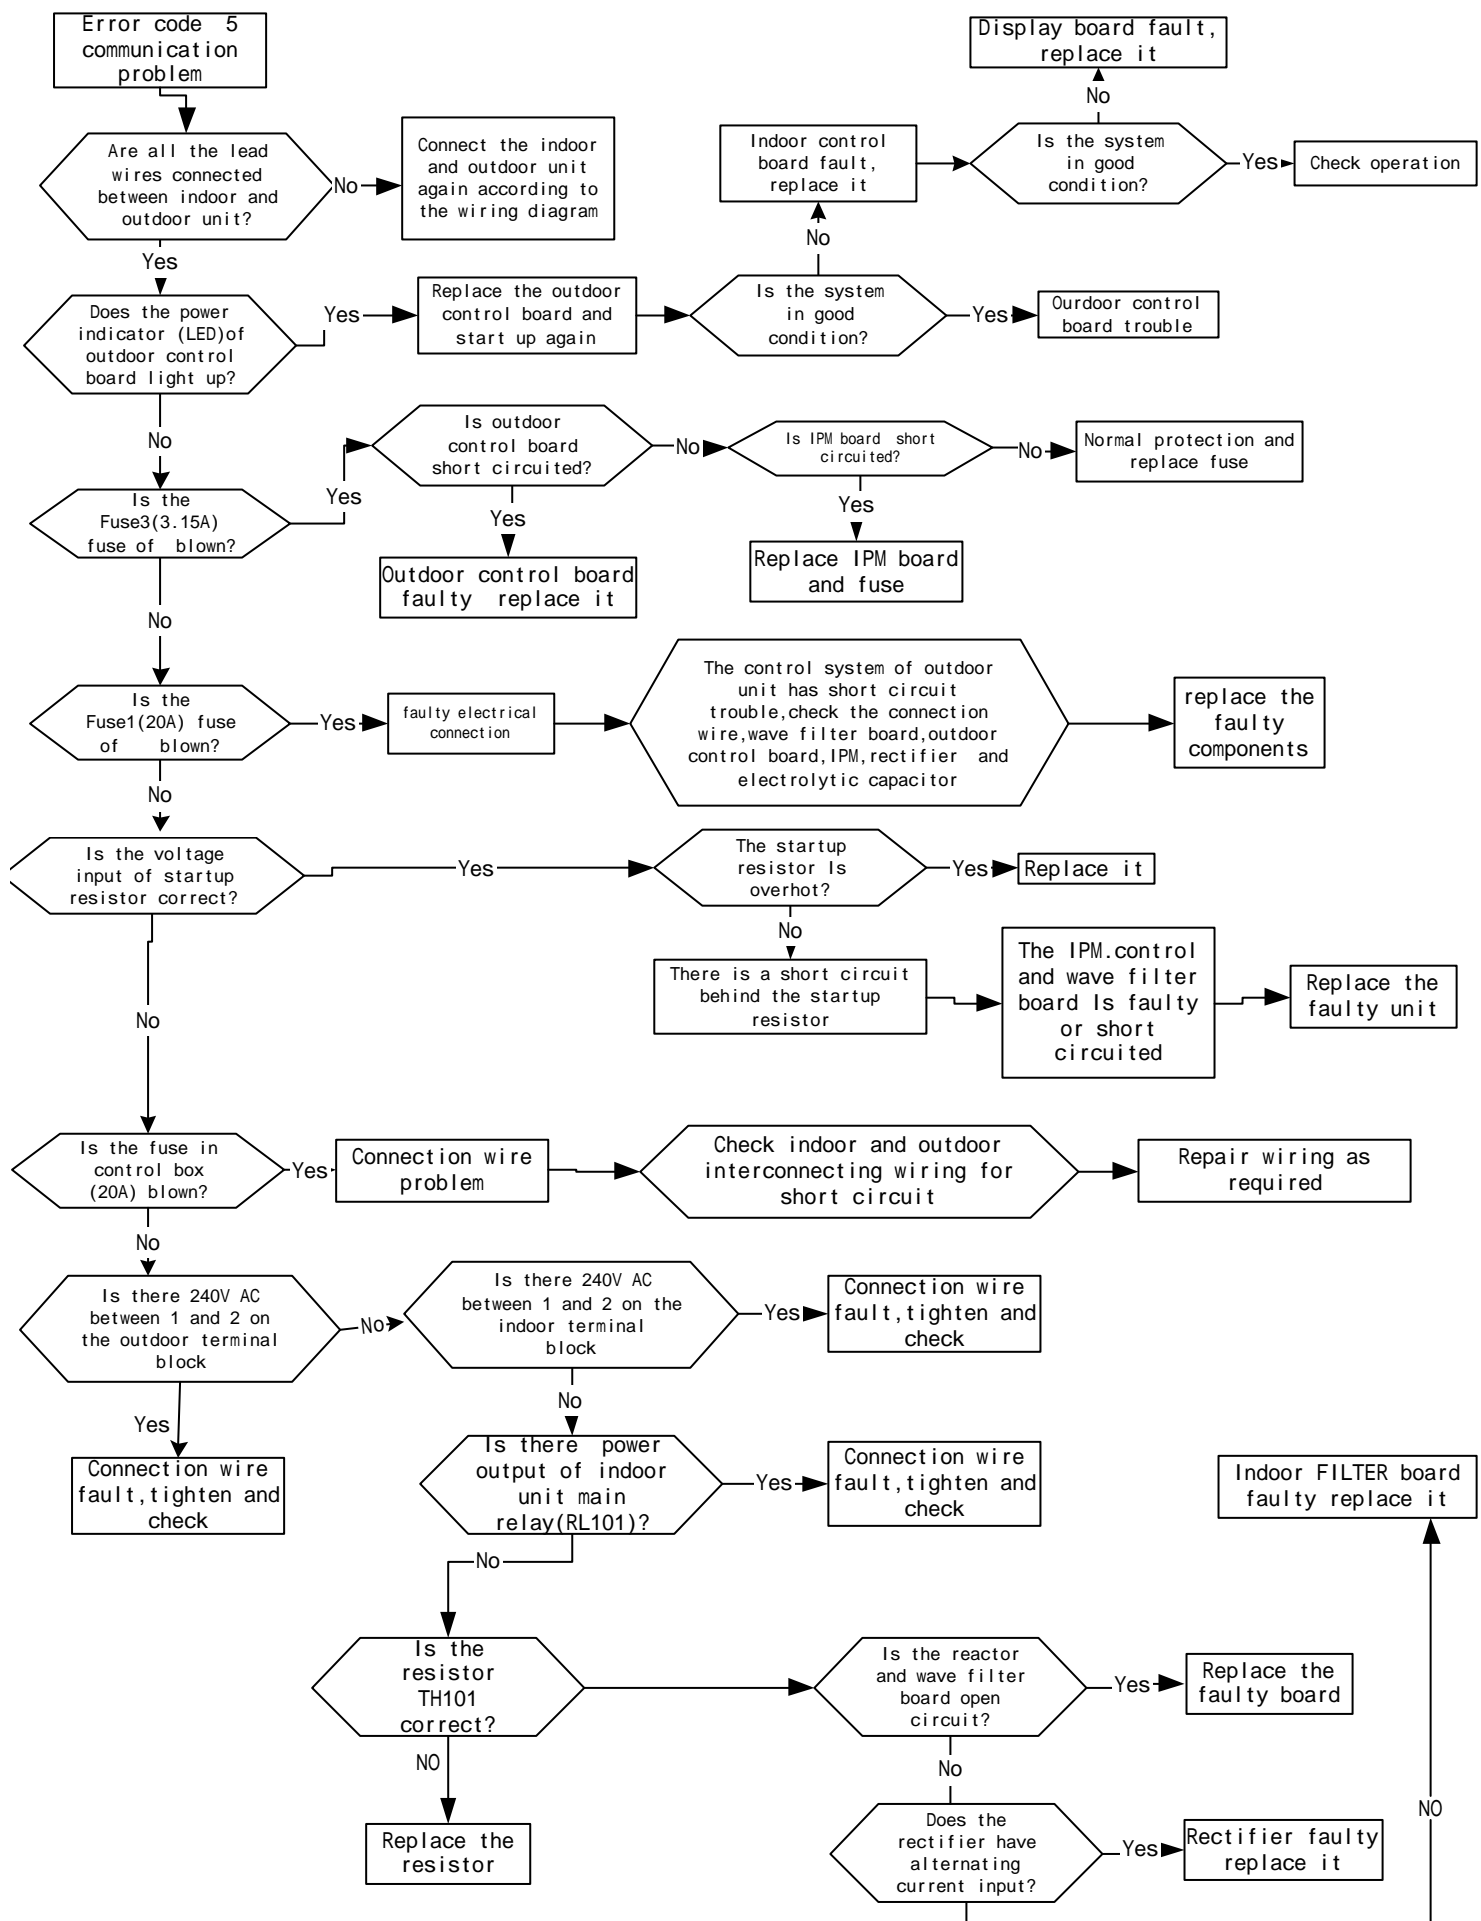 Error code 5
communication
problem
Display board fault,
replace it
No
Are all the lead
wires connected
between indoor and
outdoor unit?
No
Connect the indoor
and outdoor unit
again according to
the wiring diagram
Indoor control
board fault,
replace it
Is the system
in good
condition?
Yes
Check operation
Yes
No
Does the power
indicator (LED)of
outdoor control
board light up?
Yes
Replace the outdoor
control board and
start up again
Is the system
in good
condition?
Yes
Ourdoor control
board trouble
No
Is outdoor
control board
short circuited?
No
Is IPM board short
circuited?
No
Normal protection and
replace fuse
Is the
Fuse3(3.15A)
fuse of blown?
Yes
Yes
Yes
Outdoor control board
faulty replace it
Replace IPM board
and fuse
No
Is the
Fuse1(20A) fuse
of blown?
Yes
faulty electrical
connection
The control system of outdoor
unit has short circuit
trouble,check the connection
wire,wave filter board,outdoor
control board,IPM,rectifier and
electrolytic capacitor
replace the
faulty
components
No
Is the voltage
input of startup
resistor correct?
Yes
The startup
resistor Is
overhot?
Yes
Replace it
No
No
There is a short circuit
behind the startup
resistor
The IPM.control
and wave filter
board Is faulty
or short
circuited
Replace the
faulty unit
Is the fuse in
control box
(20A) blown?
Yes
Connection wire
problem
Check indoor and outdoor
interconnecting wiring for
short circuit
Repair wiring as
required
No
Is there 240V AC
between 1 and 2 on
the outdoor terminal
block
No
Is there 240V AC
between 1 and 2 on the
indoor terminal
block
Yes
Connection wire
fault,tighten and
check
Yes
No
Connection wire
fault,tighten and
check
Is there power
output of indoor
unit main
relay(RL101)?
Yes
Connection wire
fault,tighten and
check
Indoor FILTER board
faulty replace it
No
Is the
resistor
TH101
correct?
Is the reactor
and wave filter
board open
circuit?
Yes
Replace the
faulty board
NO
No
NO
Replace the
resistor
Does the
rectifier have
alternating
current input?
Yes
Rectifier faulty
replace it